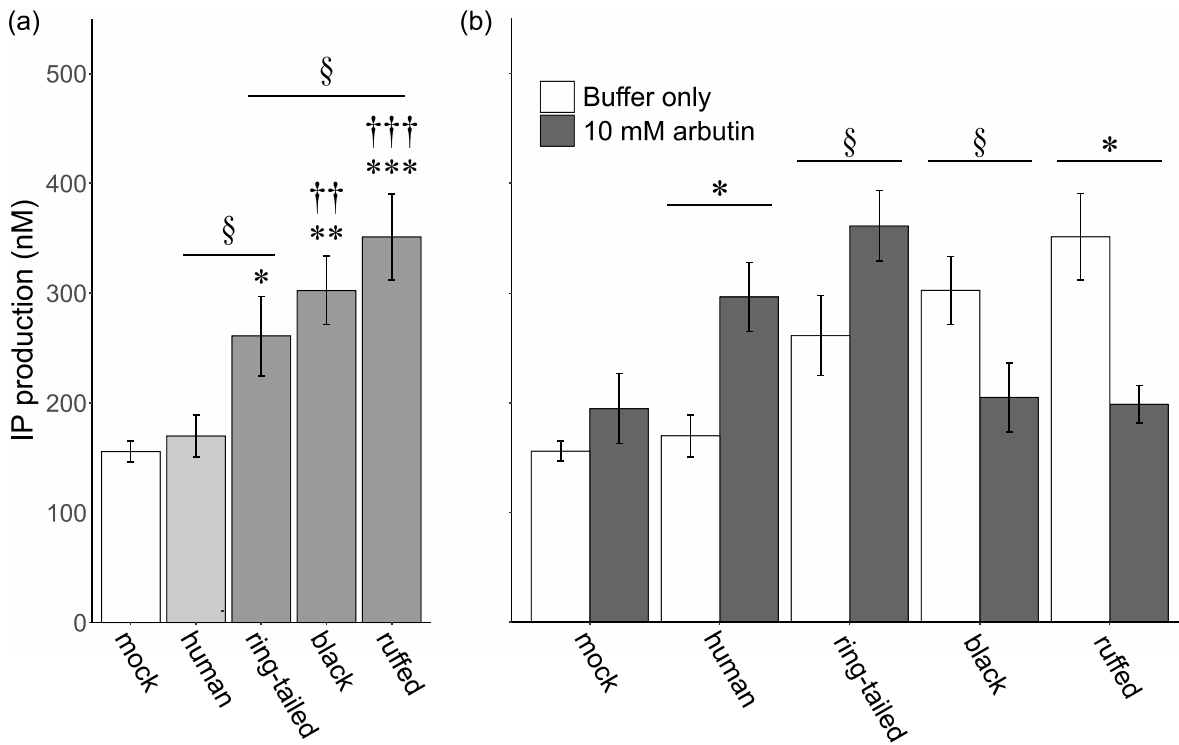 (a)
IP production (nM)
500
400
300
200
100
0
§
§
*
††
**
†††
***
mock
human
ring-tailed
black
ruffed
(b)
Buffer only
10 mM arbutin
*
§
§
*
mock
human
ring-tailed
black
ruffed